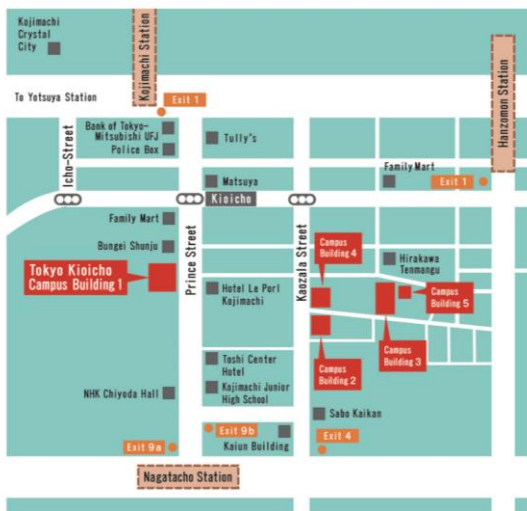 Kojimachi
Crystal
City
Kojimachi Station
Hanzomon Station
To Yotsuya Station
Exit 1
Icho-Street
Bank of Tokyo-
Mitsubishi UFJ
Police Box
Tully's
Family Mart
Exit 1
Matsuya
Kioicho
Family Mart
Bungei Shunju
Prince Street
Kaozala Street
Campus
Building 4
Hirakawa
Tenmangu
Tokyo Kioicho
Campus Building 1
Hotel Le Porl
Kojimachi
Campus
Building 5
Campus
Building 2
Campus
Building 3
Toshi Center
Hotel
Kojimachi Junior
High School
NHK Chiyoda Hall
Sabo Kaikan
Exit 9a
Exit 9b
Kaiun Building
Exit 4
Nagatacho Station